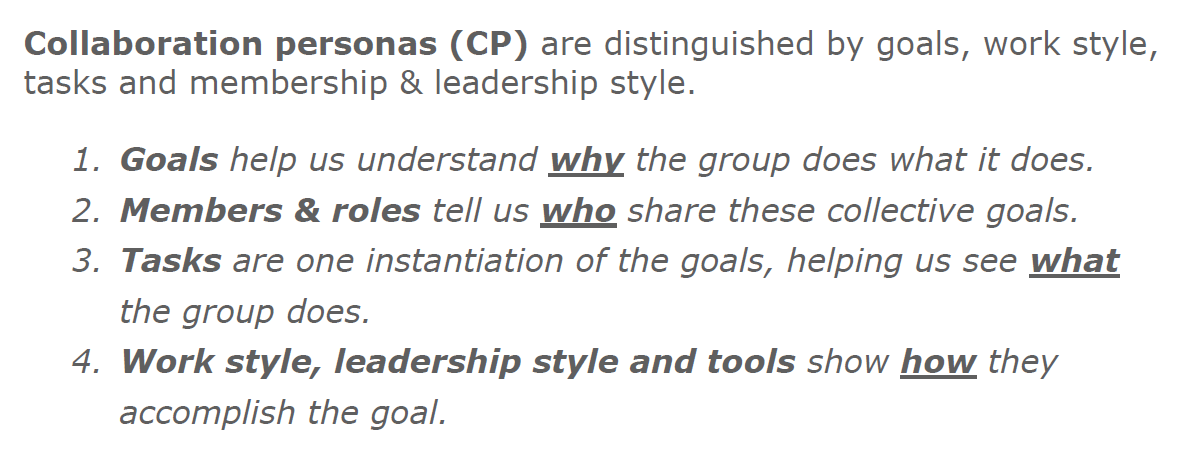 Collaboration personas (CP) are distinguished by goals, work style,
tasks and membership & leadership style.
1. Goals help us understand why the group does what it does.
2. Members & roles tell us who share these collective goals.
3. Tasks are one instantiation of the goals, helping us see what
the group does.
4. Work style, leadership style and tools show how they
accomplish the goal.